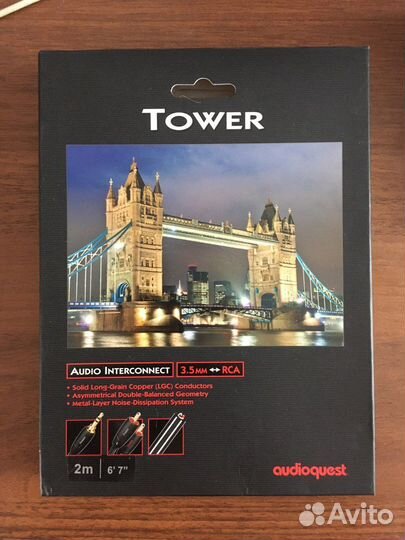 TOWER
AUDIO INTERCONNECT 3.5MM ↔ RCA
• Solid Long-Grain Copper (LGC) Conductors
• Asymmetrical Double-Balanced Geometry
• Metal-Layer Noise-Dissipation System
2m 6' 7"
audioquest
Avito